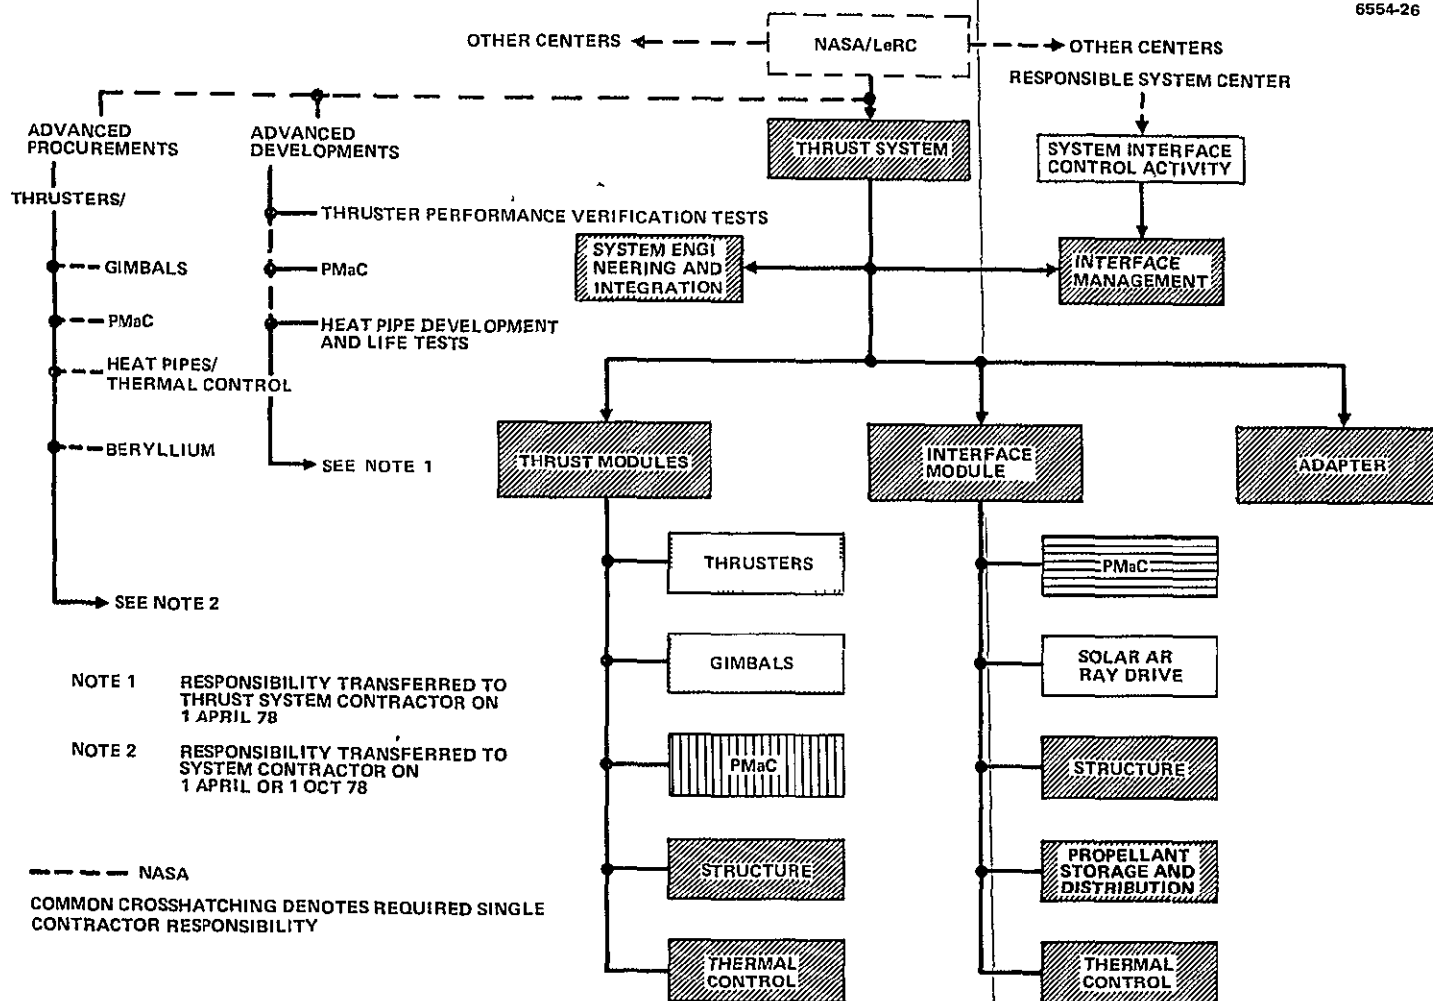 6554-26
OTHER CENTERS
NASA/LeRC
OTHER CENTERS
RESPONSIBLE SYSTEM CENTER
ADVANCED
PROCUREMENTS
ADVANCED
DEVELOPMENTS
THRUST SYSTEM
SYSTEM INTERFACE
CONTROL ACTIVITY
THRUSTERS/
THRUSTER PERFORMANCE VERIFICATION TESTS
GIMBALS
PMaC
SYSTEM ENGI
NEERING AND
INTEGRATION
INTERFACE
MANAGEMENT
PMaC
HEAT PIPE DEVELOPMENT
AND LIFE TESTS
HEAT PIPES/
THERMAL CONTROL
BERYLLIUM
SEE NOTE 1
THRUST MODULES
INTERFACE
MODULE
ADAPTER
SEE NOTE 2
THRUSTERS
PMaC
GIMBALS
SOLAR AR
RAY DRIVE
NOTE 1 RESPONSIBILITY TRANSFERRED TO
THRUST SYSTEM CONTRACTOR ON
1 APRIL 78
NOTE 2 RESPONSIBILITY TRANSFERRED TO
SYSTEM CONTRACTOR ON
1 APRIL OR 1 OCT 78
PMaC
STRUCTURE
STRUCTURE
PROPELLANT
STORAGE AND
DISTRIBUTION
NASA
COMMON CROSSHATCHING DENOTES REQUIRED SINGLE
CONTRACTOR RESPONSIBILITY
THERMAL
CONTROL
THERMAL
CONTROL